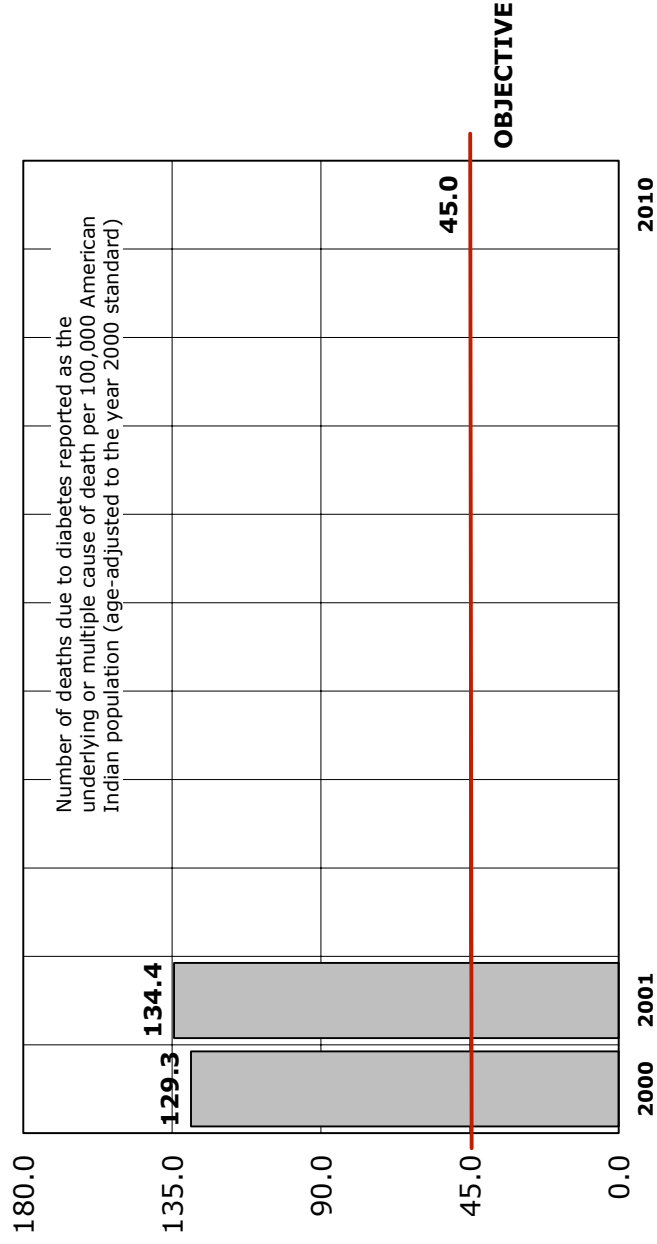 180.0
135.0
90.0
45.0
0.0
Number of deaths due to diabetes reported as the
underlying or multiple cause of death per 100,000 American
Indian population (age-adjusted to the year 2000 standard)
129.3
134.4
45.0
OBJECTIVE
2000
2001
2010